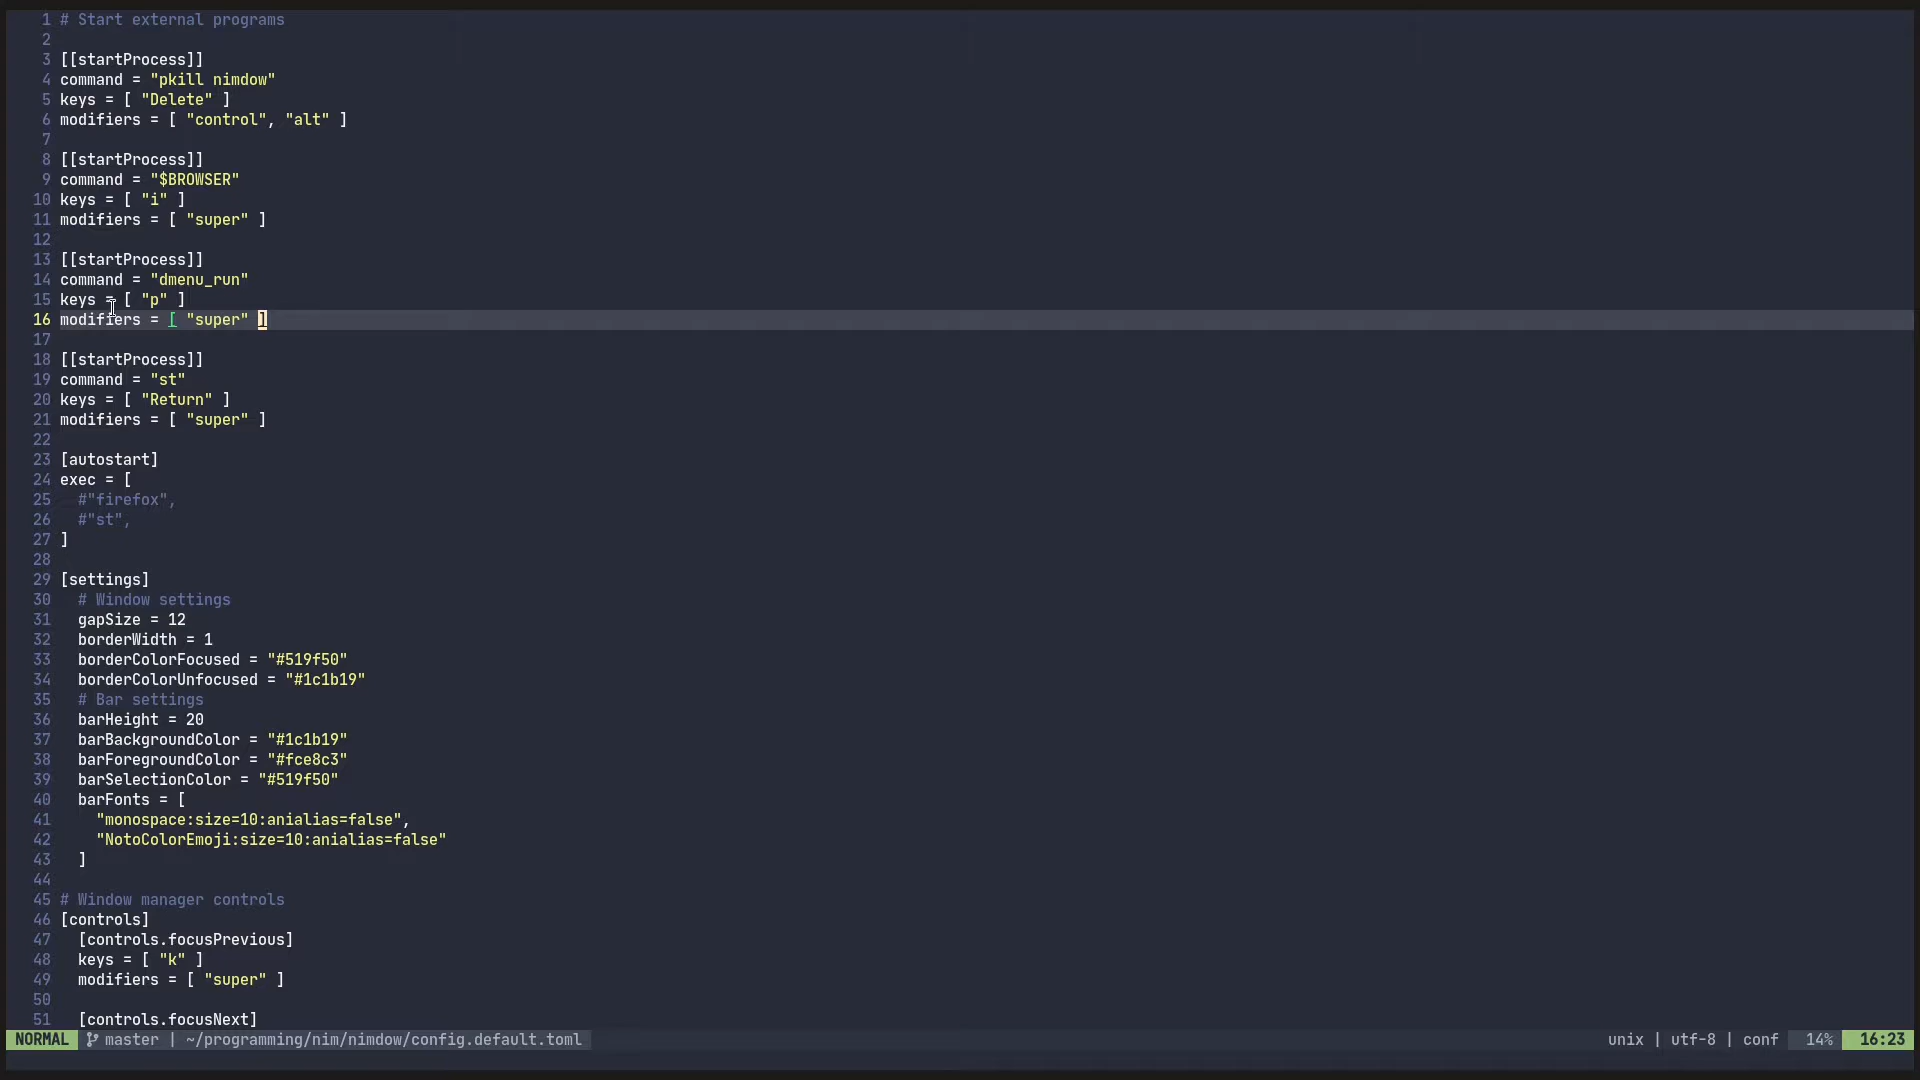 1 # Start external programs
2
3 [[startProcess]]
4 command = "pkill nimdow"
5 keys = [ "Delete" ]
6 modifiers = [ "control", "alt" ]
7
8 [[startProcess]]
9 command = "$BROWSER"
10 keys = [ "i" ]
11 modifiers = [ "super" ]
12
13 [[startProcess]]
14 command = "dmenu_run"
15 keys = [ "p" ]
16 modifiers = [ "super" ]
17
18 [[startProcess]]
19 command = "st"
20 keys = [ "Return" ]
21 modifiers = [ "super" ]
22
23 [autostart]
24 exec = [
25   #"firefox",
26   #"st",
27 ]
28
29 [settings]
30   # Window settings
31   gapSize = 12
32   borderWidth = 1
33   borderColorFocused = "#519f50"
34   borderColorUnfocused = "#1c1b19"
35   # Bar settings
36   barHeight = 20
37   barBackgroundColor = "#1c1b19"
38   barForegroundColor = "#fce8c3"
39   barSelectionColor = "#519f50"
40   barFonts = [
41     "monospace:size=10:anialias=false",
42     "NotoColorEmoji:size=10:anialias=false"
43   ]
44
45 # Window manager controls
46 [controls]
47   [controls.focusPrevious]
48   keys = [ "k" ]
49   modifiers = [ "super" ]
50
51   [controls.focusNext]
NORMAL master | ~/programming/nim/nimdow/config.default.toml unix | utf-8 | conf 14% 16:23